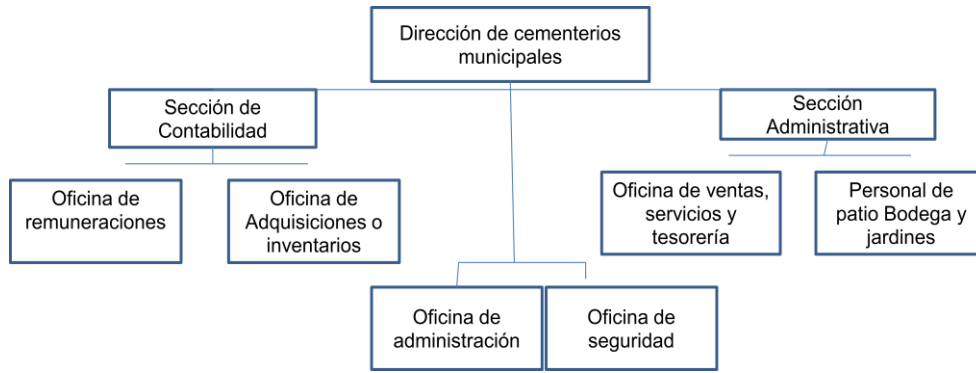 Dirección de cementerios
municipales
Sección de
Contabilidad
Sección
Administrativa
Oficina de
remuneraciones
Oficina de
Adquisiciones o
inventarios
Oficina de ventas,
servicios y
tesorería
Personal de
patio Bodega y
jardines
Oficina de
administración
Oficina de
seguridad